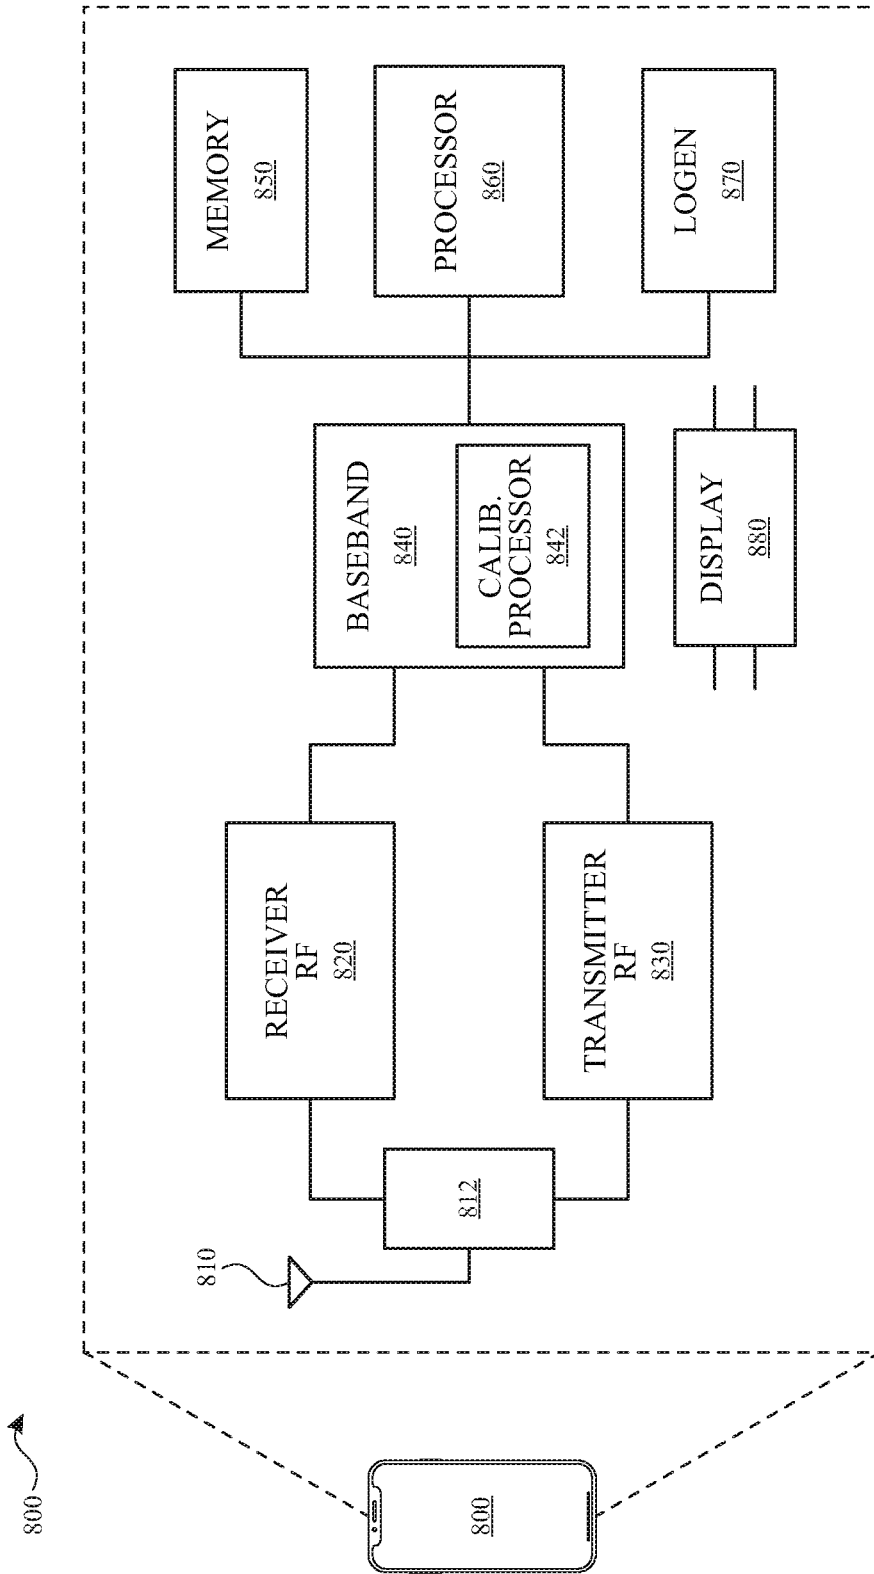 800
800
810
812
RECEIVER
RF
820
TRANSMITTER
RF
830
BASEBAND
840
CALIB.
PROCESSOR
842
DISPLAY
880
MEMORY
850
PROCESSOR
860
LOGEN
870